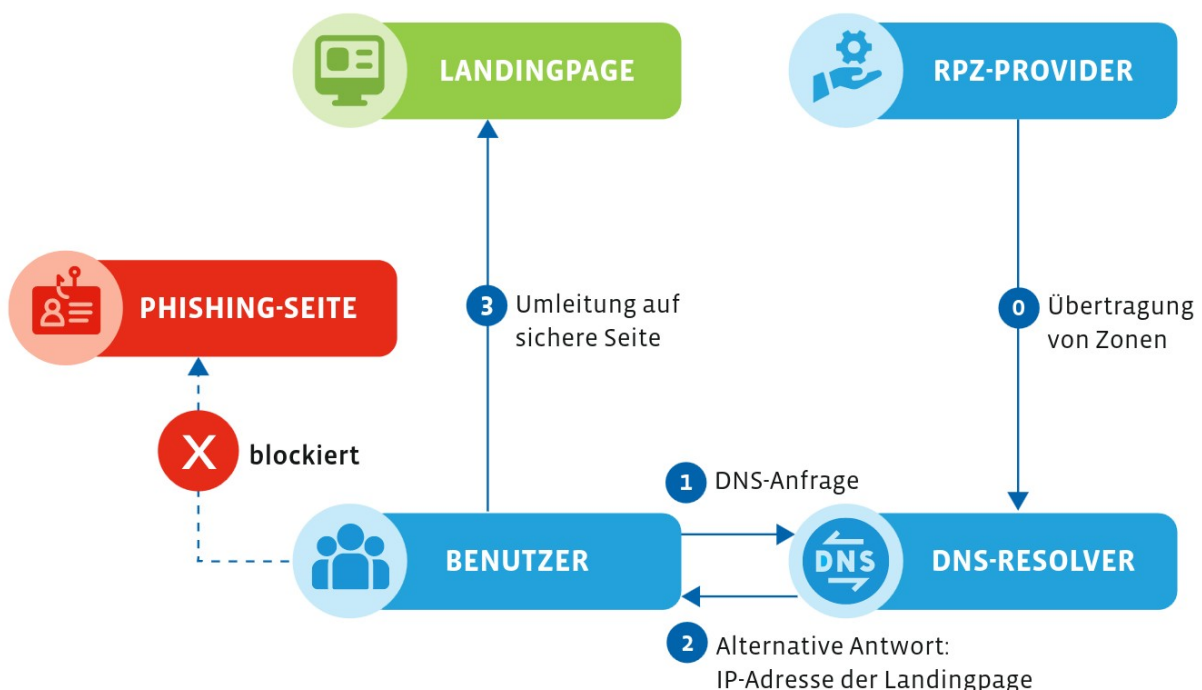 LANDINGPAGE
RPZ-PROVIDER
PHISHING-SEITE
3 Umleitung auf
sichere Seite
0 Übertragung
von Zonen
X blockiert
1 DNS-Anfrage
BENUTZER
DNS
DNS-RESOLVER
2 Alternative Antwort:
IP-Adresse der Landingpage